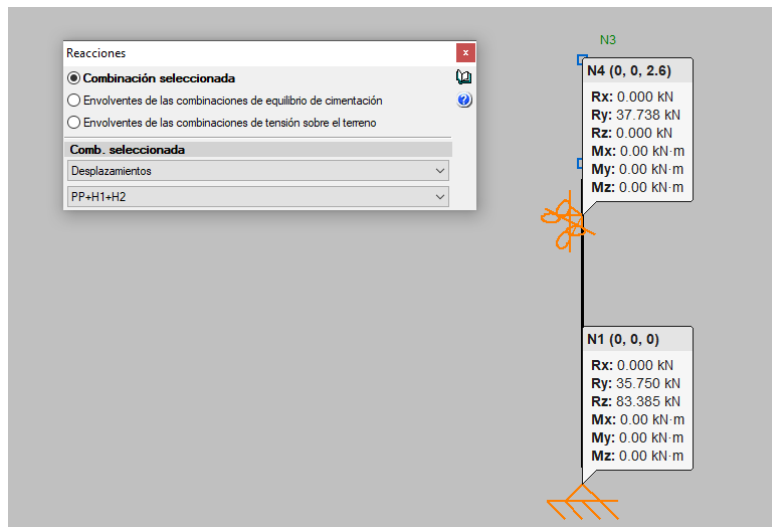 Reacciones
x
Combinación seleccionada
Envolventes de las combinaciones de equilibrio de cimentación
Envolventes de las combinaciones de tensión sobre el terreno
Comb. seleccionada
Desplazamientos
PP+H1+H2
N3
N4 (0, 0, 2.6)
Rx: 0.000 kN
Ry: 37.738 kN
Rz: 0.000 kN
Mx: 0.00 kN·m
My: 0.00 kN·m
Mz: 0.00 kN·m
N1 (0, 0, 0)
Rx: 0.000 kN
Ry: 35.750 kN
Rz: 83.385 kN
Mx: 0.00 kN·m
My: 0.00 kN·m
Mz: 0.00 kN·m